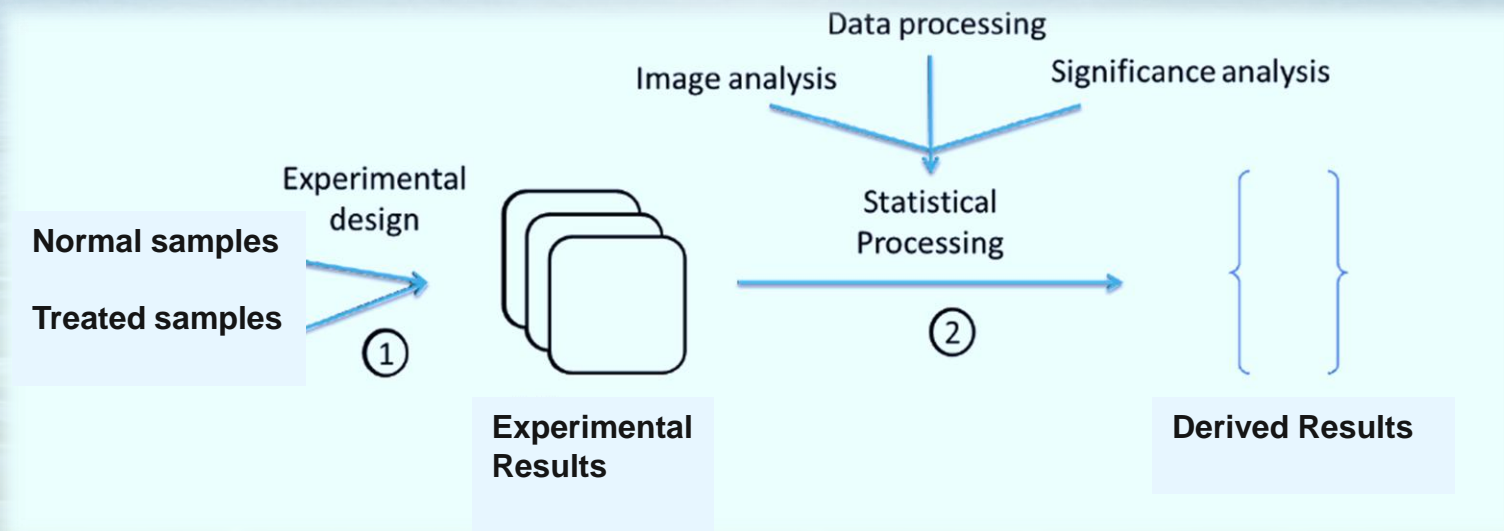 Data processing
Image analysis
Significance analysis
Experimental
design
Statistical
Processing
Normal samples
Treated samples
1
2
Experimental
Results
Derived Results